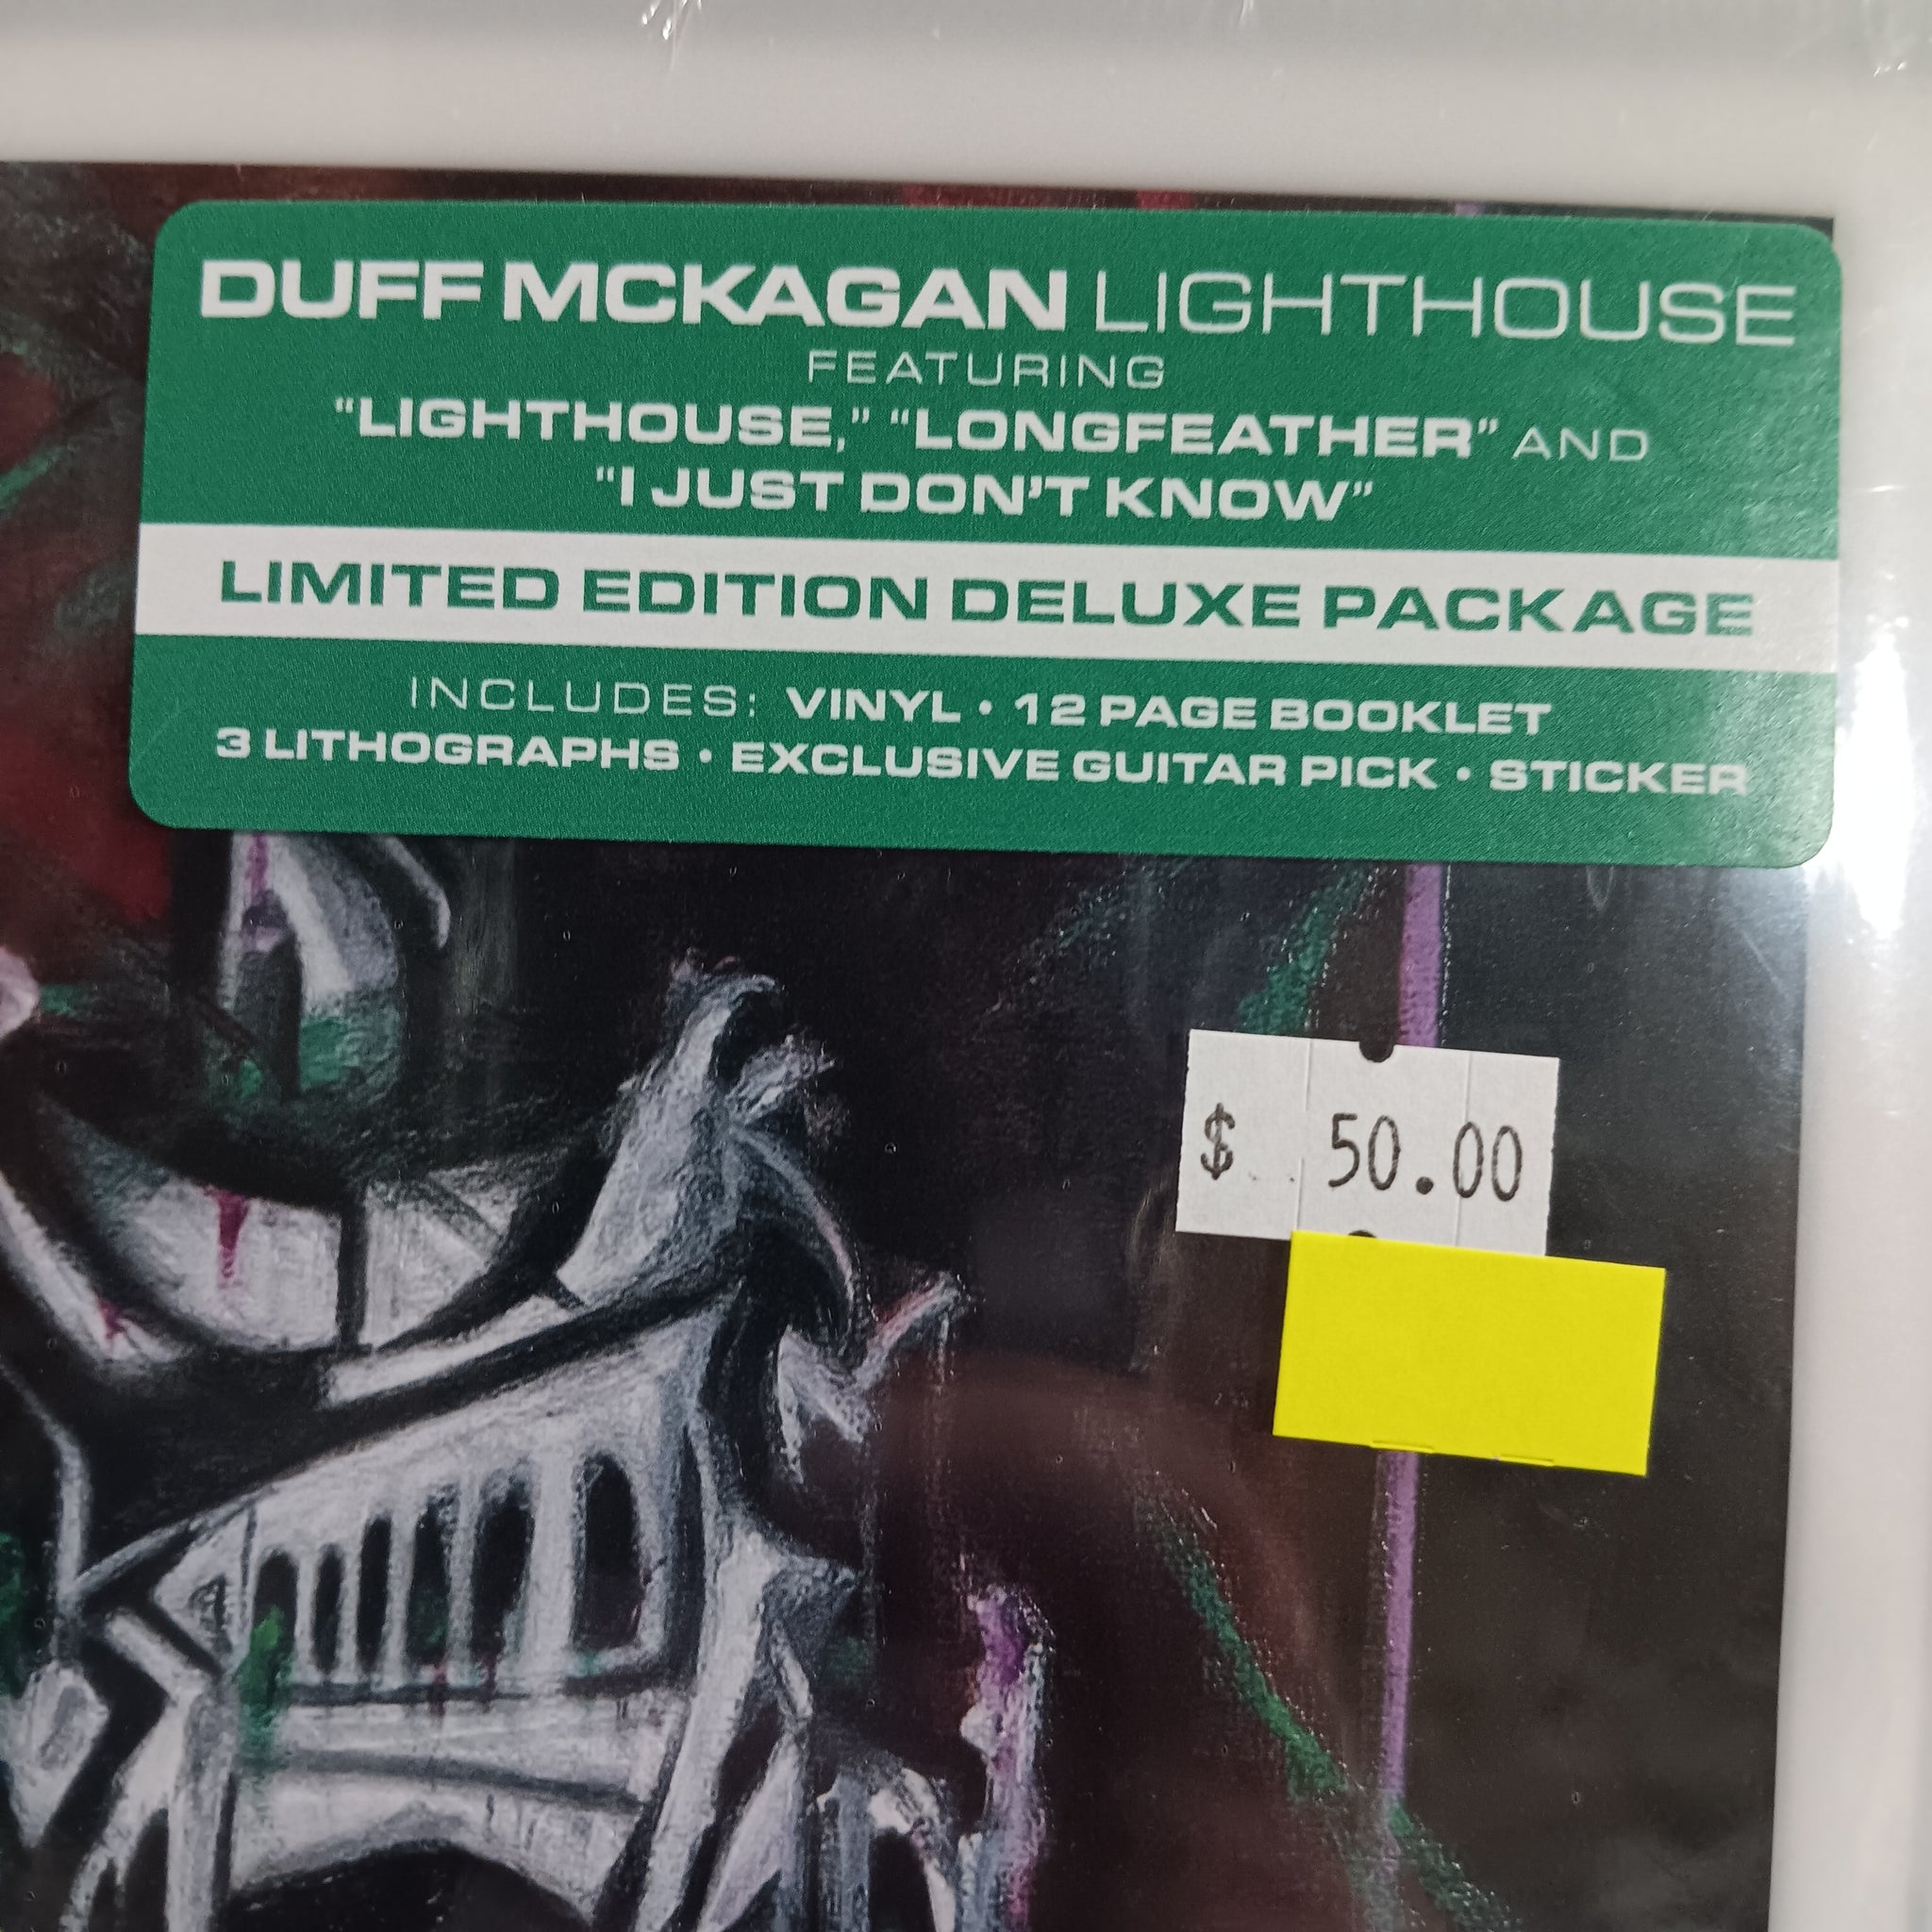 DUFF MCKAGAN LIGHTHOUSE
FEATURING
“LIGHTHOUSE,” “LONGFEATHER” AND
“I JUST DON’T KNOW”
LIMITED EDITION DELUXE PACKAGE
INCLUDES: VINYL • 12 PAGE BOOKLET
3 LITHOGRAPHS • EXCLUSIVE GUITAR PICK • STICKER
$ 50.00